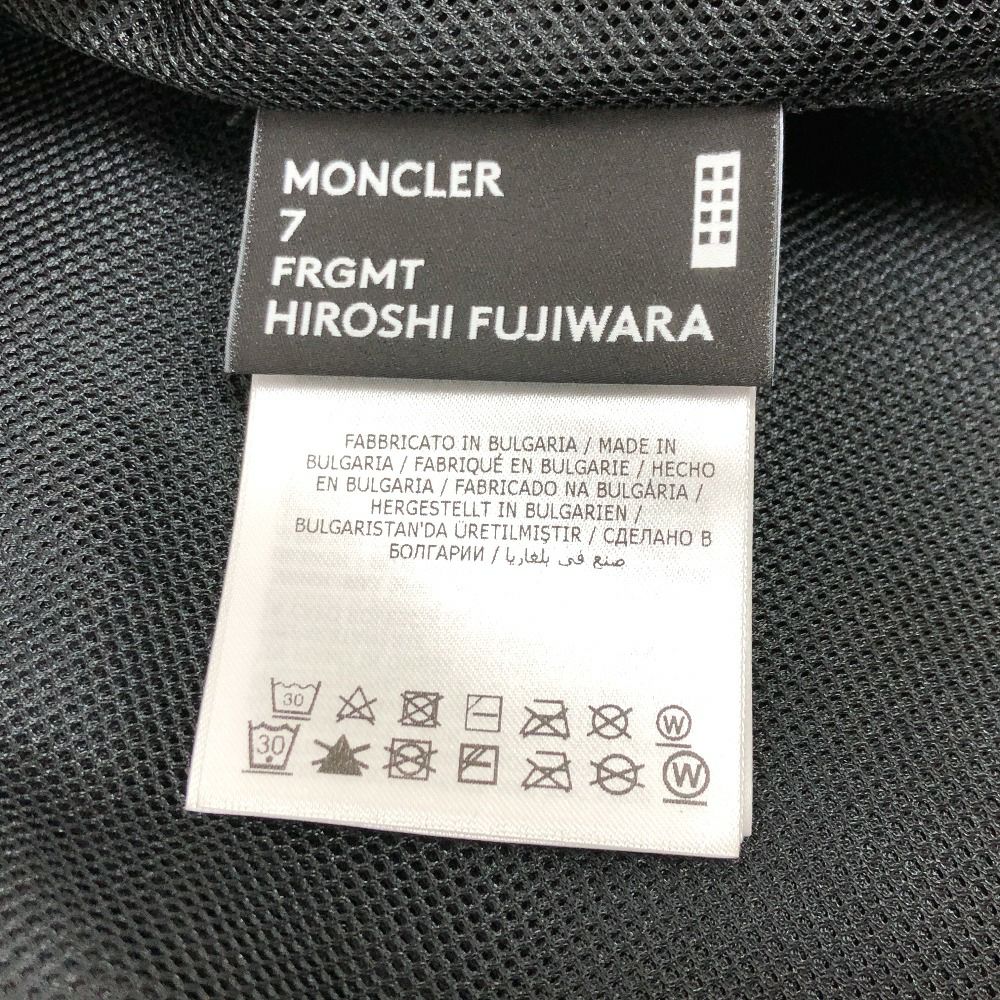 MONCLER
7
FRGMT
HIROSHI FUJIWARA
FABBRICATO IN BULGARIA / MADE IN
BULGARIA / FABRIQUÉ EN BULGARIE / HECHO
EN BULGARIA / FABRICADO NA BULGÁRIA /
HERGESTELLT IN BULGARIEN /
BULGARISTAN'DA ÜRETILMIŞTIR / СДЕЛАНО В
БОЛГАРИИ / صنع في بلغاريا
30 W
30 W